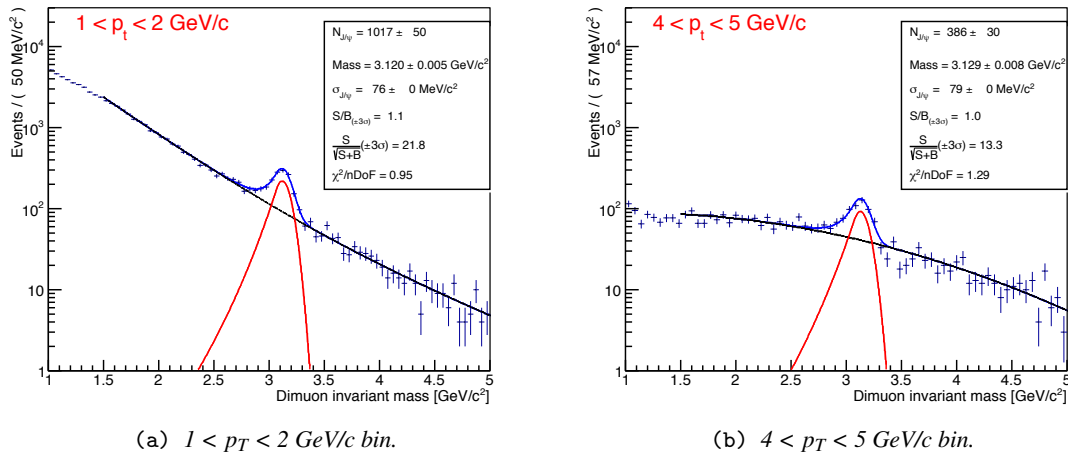 1 < pt < 2 GeV/c
Events / ( 50 MeV/c²)
10⁴
10³
10²
10
1
N_J/ψ = 1017 ± 50
Mass = 3.120 ± 0.005 GeV/c²
σ_J/ψ = 76 ± 0 MeV/c²
S/B(±3σ) = 1.1
S/√S+B (±3σ) = 21.8
χ²/nDoF = 0.95
1 1.5 2 2.5 3 3.5 4 4.5 5
Dimuon invariant mass [GeV/c²]
(a) 1 < pT < 2 GeV/c bin.
4 < pt < 5 GeV/c
Events / ( 57 MeV/c²)
10⁴
10³
10²
10
1
N_J/ψ = 386 ± 30
Mass = 3.129 ± 0.008 GeV/c²
σ_J/ψ = 79 ± 0 MeV/c²
S/B(±3σ) = 1.0
S/√S+B (±3σ) = 13.3
χ²/nDoF = 1.29
1 1.5 2 2.5 3 3.5 4 4.5 5
Dimuon invariant mass [GeV/c²]
(b) 4 < pT < 5 GeV/c bin.